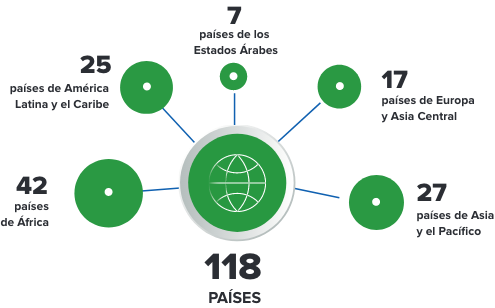 7
países de los
Estados Árabes
25
países de América
Latina y el Caribe
17
países de Europa
y Asia Central
42
países
de África
27
países de Asia
y el Pacífico
118
PAÍSES